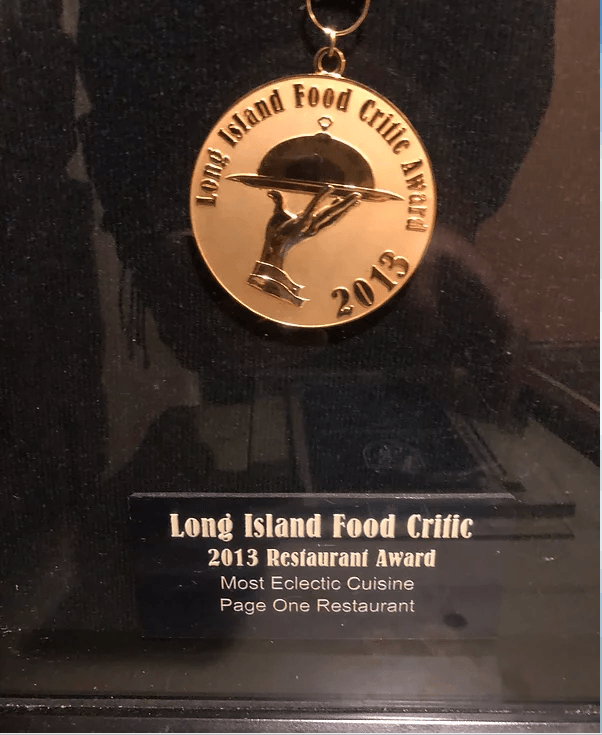 Long Island Food Critic Award
2013
Long Island Food Critic
2013 Restaurant Award
Most Eclectic Cuisine
Page One Restaurant